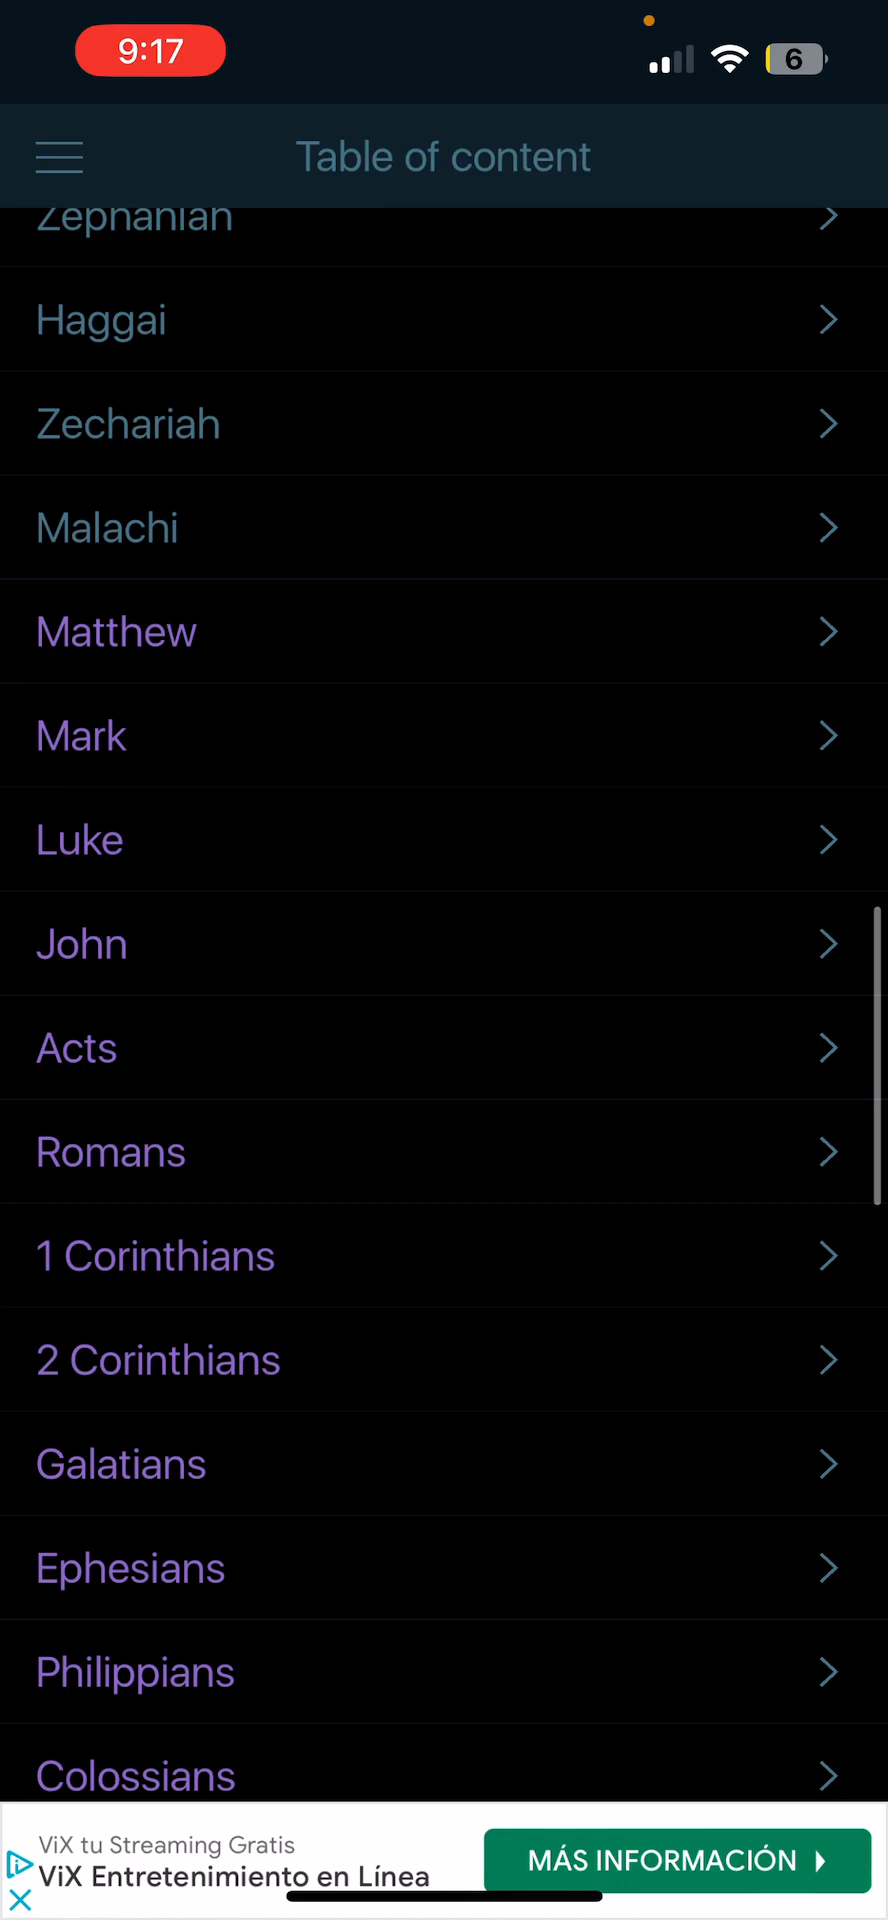 9:17
6
Table of content
Zephaniah
Haggai
Zechariah
Malachi
Matthew
Mark
Luke
John
Acts
Romans
1 Corinthians
2 Corinthians
Galatians
Ephesians
Philippians
Colossians
ViX tu Streaming Gratis
ViX Entretenimiento en Línea
MÁS INFORMACIÓN